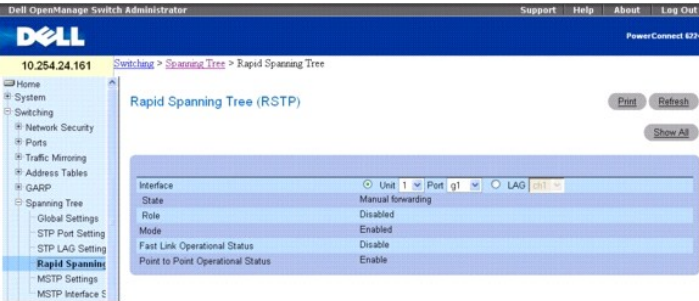 Dell OpenManage Switch Administrator Support Help About Log Out
DELL
PowerConnect 6224
10.254.24.161
Switching > Spanning Tree > Rapid Spanning Tree
Home
System
Switching
Network Security
Ports
Traffic Mirroring
Address Tables
GARP
Spanning Tree
Global Settings
STP Port Setting
STP LAG Setting
Rapid Spanning
MSTP Settings
MSTP Interface S
Rapid Spanning Tree (RSTP)
Print Refresh
Show All
Interface Unit 1 Port g1 LAG ch1
State Manual forwarding
Role Disabled
Mode Enabled
Fast Link Operational Status Disable
Point to Point Operational Status Enable